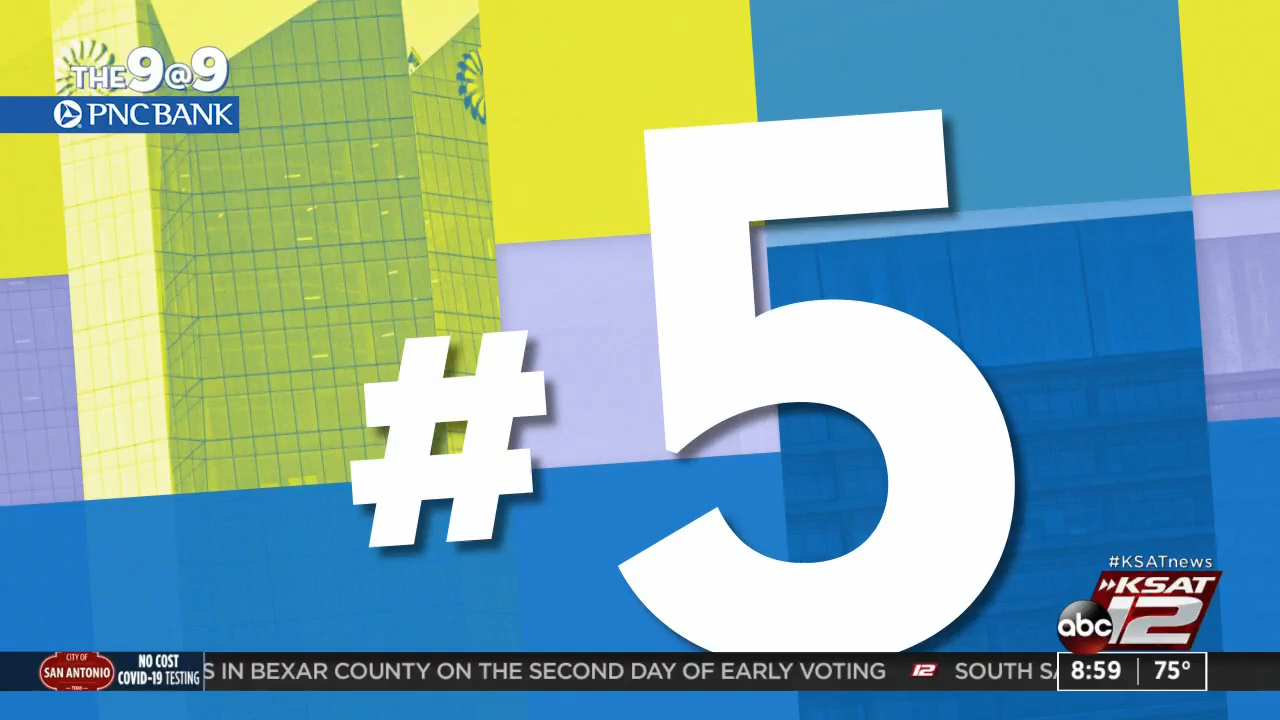 THE 9@9
PNC BANK
#5
#KSATnews
KSAT
abc 12
CITY OF
SAN ANTONIO
TEXAS
NO COST
COVID-19 TESTING
S IN BEXAR COUNTY ON THE SECOND DAY OF EARLY VOTING 12 SOUTH SA
8:59 75°